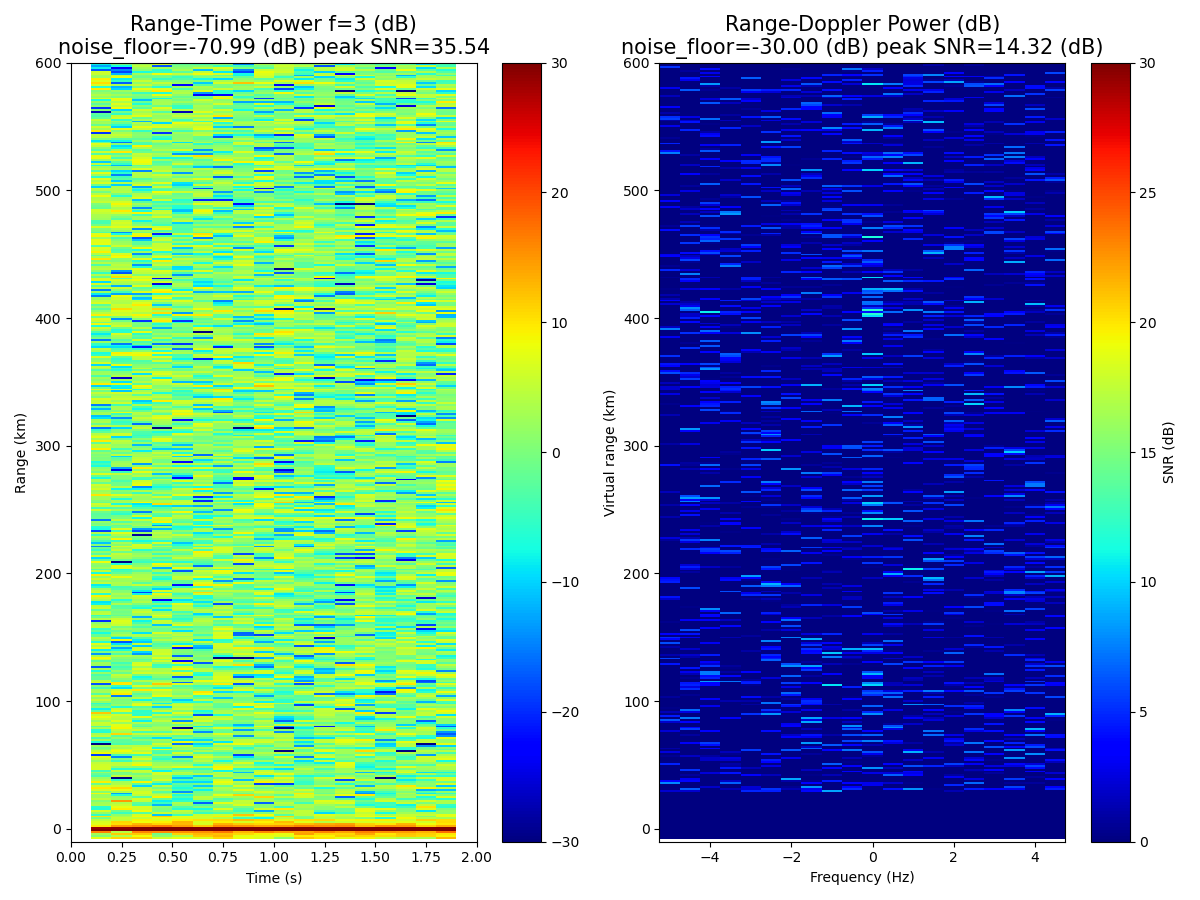 Range-Time Power f=3 (dB)
noise_floor=-70.99 (dB) peak SNR=35.54
600
500
400
300
200
100
0
Range (km)
0.00 0.25 0.50 0.75 1.00 1.25 1.50 1.75 2.00
Time (s)
30
20
10
0
−10
−20
−30
Range-Doppler Power (dB)
noise_floor=-30.00 (dB) peak SNR=14.32 (dB)
600
500
400
300
200
100
0
Virtual range (km)
−4 −2 0 2 4
Frequency (Hz)
30
25
20
15
10
5
0
SNR (dB)